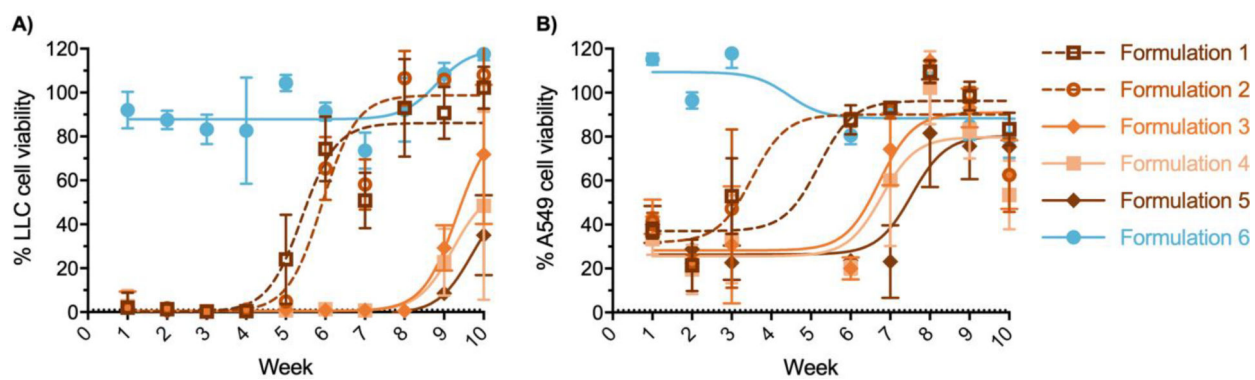 A)
% LLC cell viability
120
100
80
60
40
20
0
0 1 2 3 4 5 6 7 8 9 10
Week
B)
% A549 cell viability
120
100
80
60
40
20
0
0 1 2 3 4 5 6 7 8 9 10
Week
Formulation 1
Formulation 2
Formulation 3
Formulation 4
Formulation 5
Formulation 6